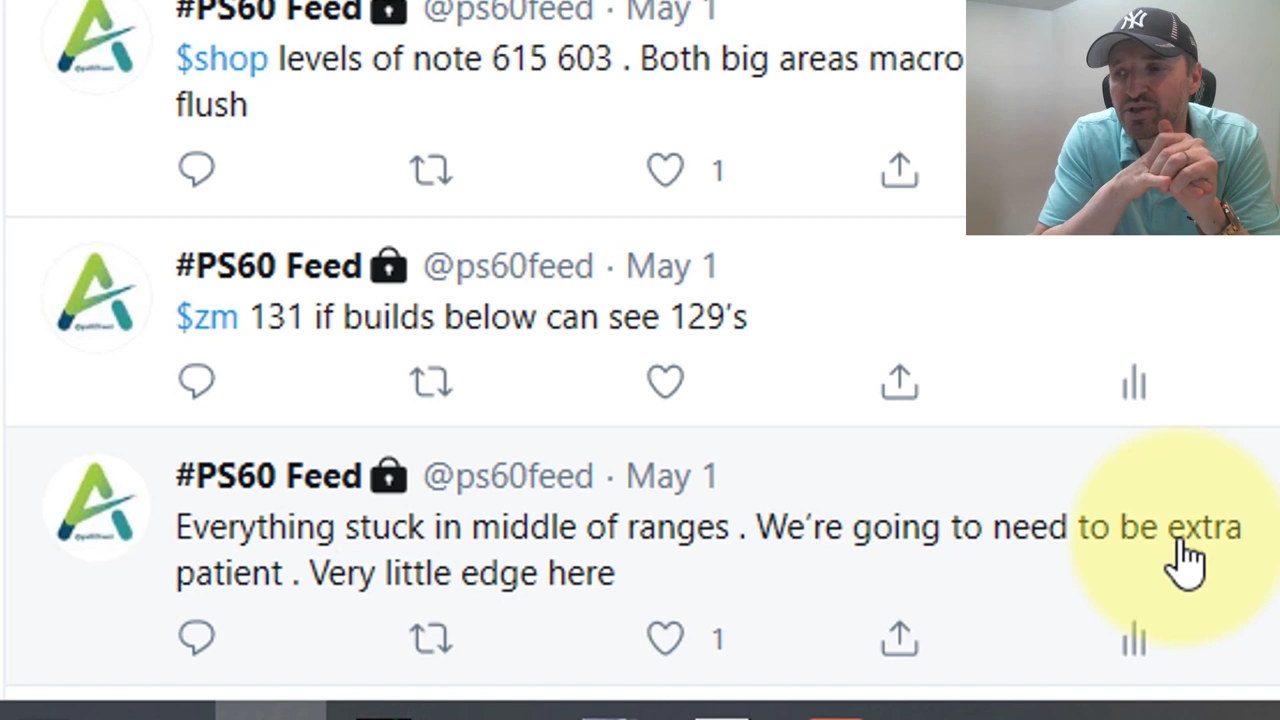 #PS60 Feed @ps60feed · May 1
$shop levels of note 615 603 . Both big areas macro
flush
1
#PS60 Feed @ps60feed · May 1
$zm 131 if builds below can see 129's
#PS60 Feed @ps60feed · May 1
Everything stuck in middle of ranges . We're going to need to be extra
patient . Very little edge here
1